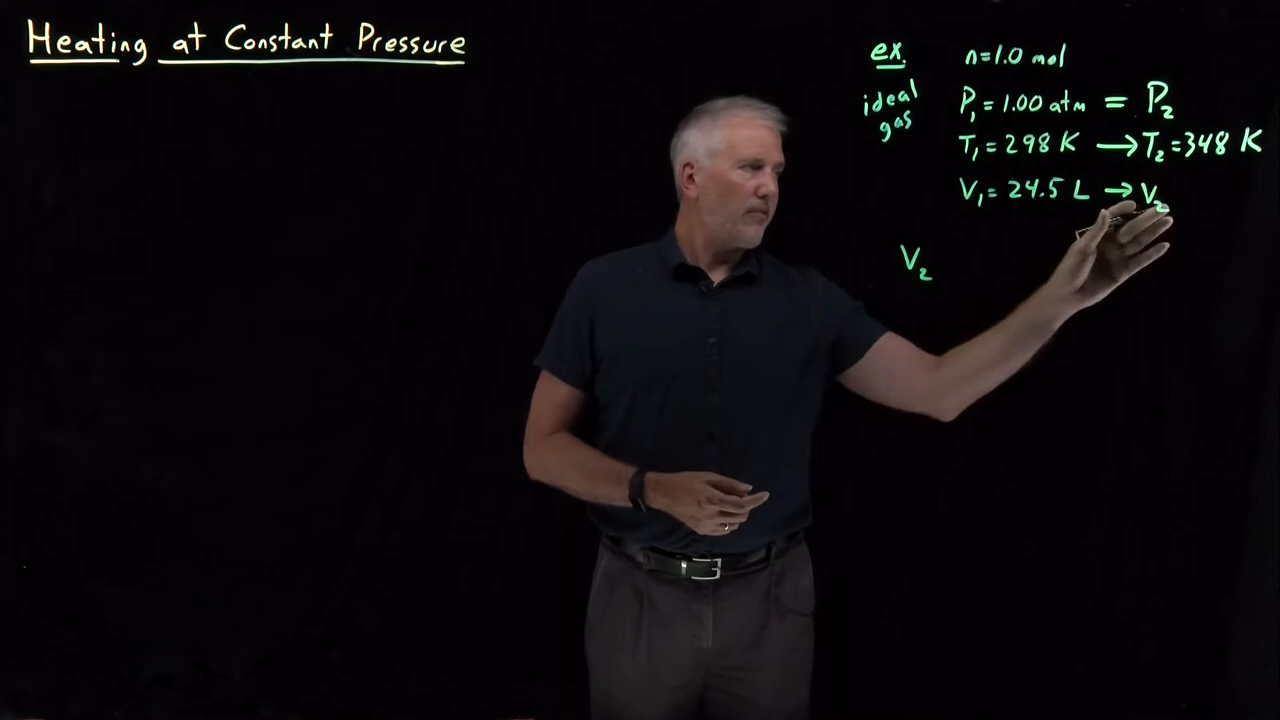 Heating at Constant Pressure
ex. n=1.0 mol
ideal gas
P₁ = 1.00 atm = P₂
T₁ = 298 K → T₂ = 348 K
V₁ = 24.5 L → V₂
V₂